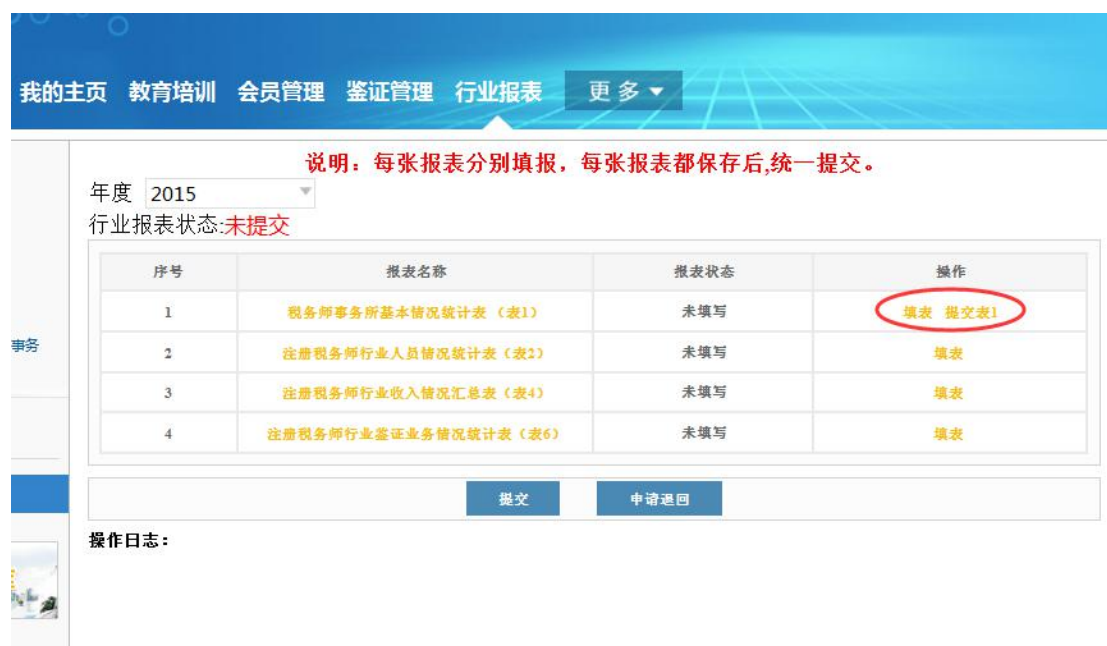 我的主页 教育培训 会员管理 鉴证管理 行业报表 更多
说明：每张报表分别填报，每张报表都保存后,统一提交。
年度 2015
行业报表状态:未提交
序号 报表名称 报表状态 操作
1 税务师事务所基本情况统计表 （表1） 未填写 填表 提交表1
2 注册税务师行业人员情况统计表（表2） 未填写 填表
事务
3 注册税务师行业收入情况汇总表（表4） 未填写 填表
4 注册税务师行业鉴证业务情况统计表（表6） 未填写 填表
提交 申请退回
操作日志：